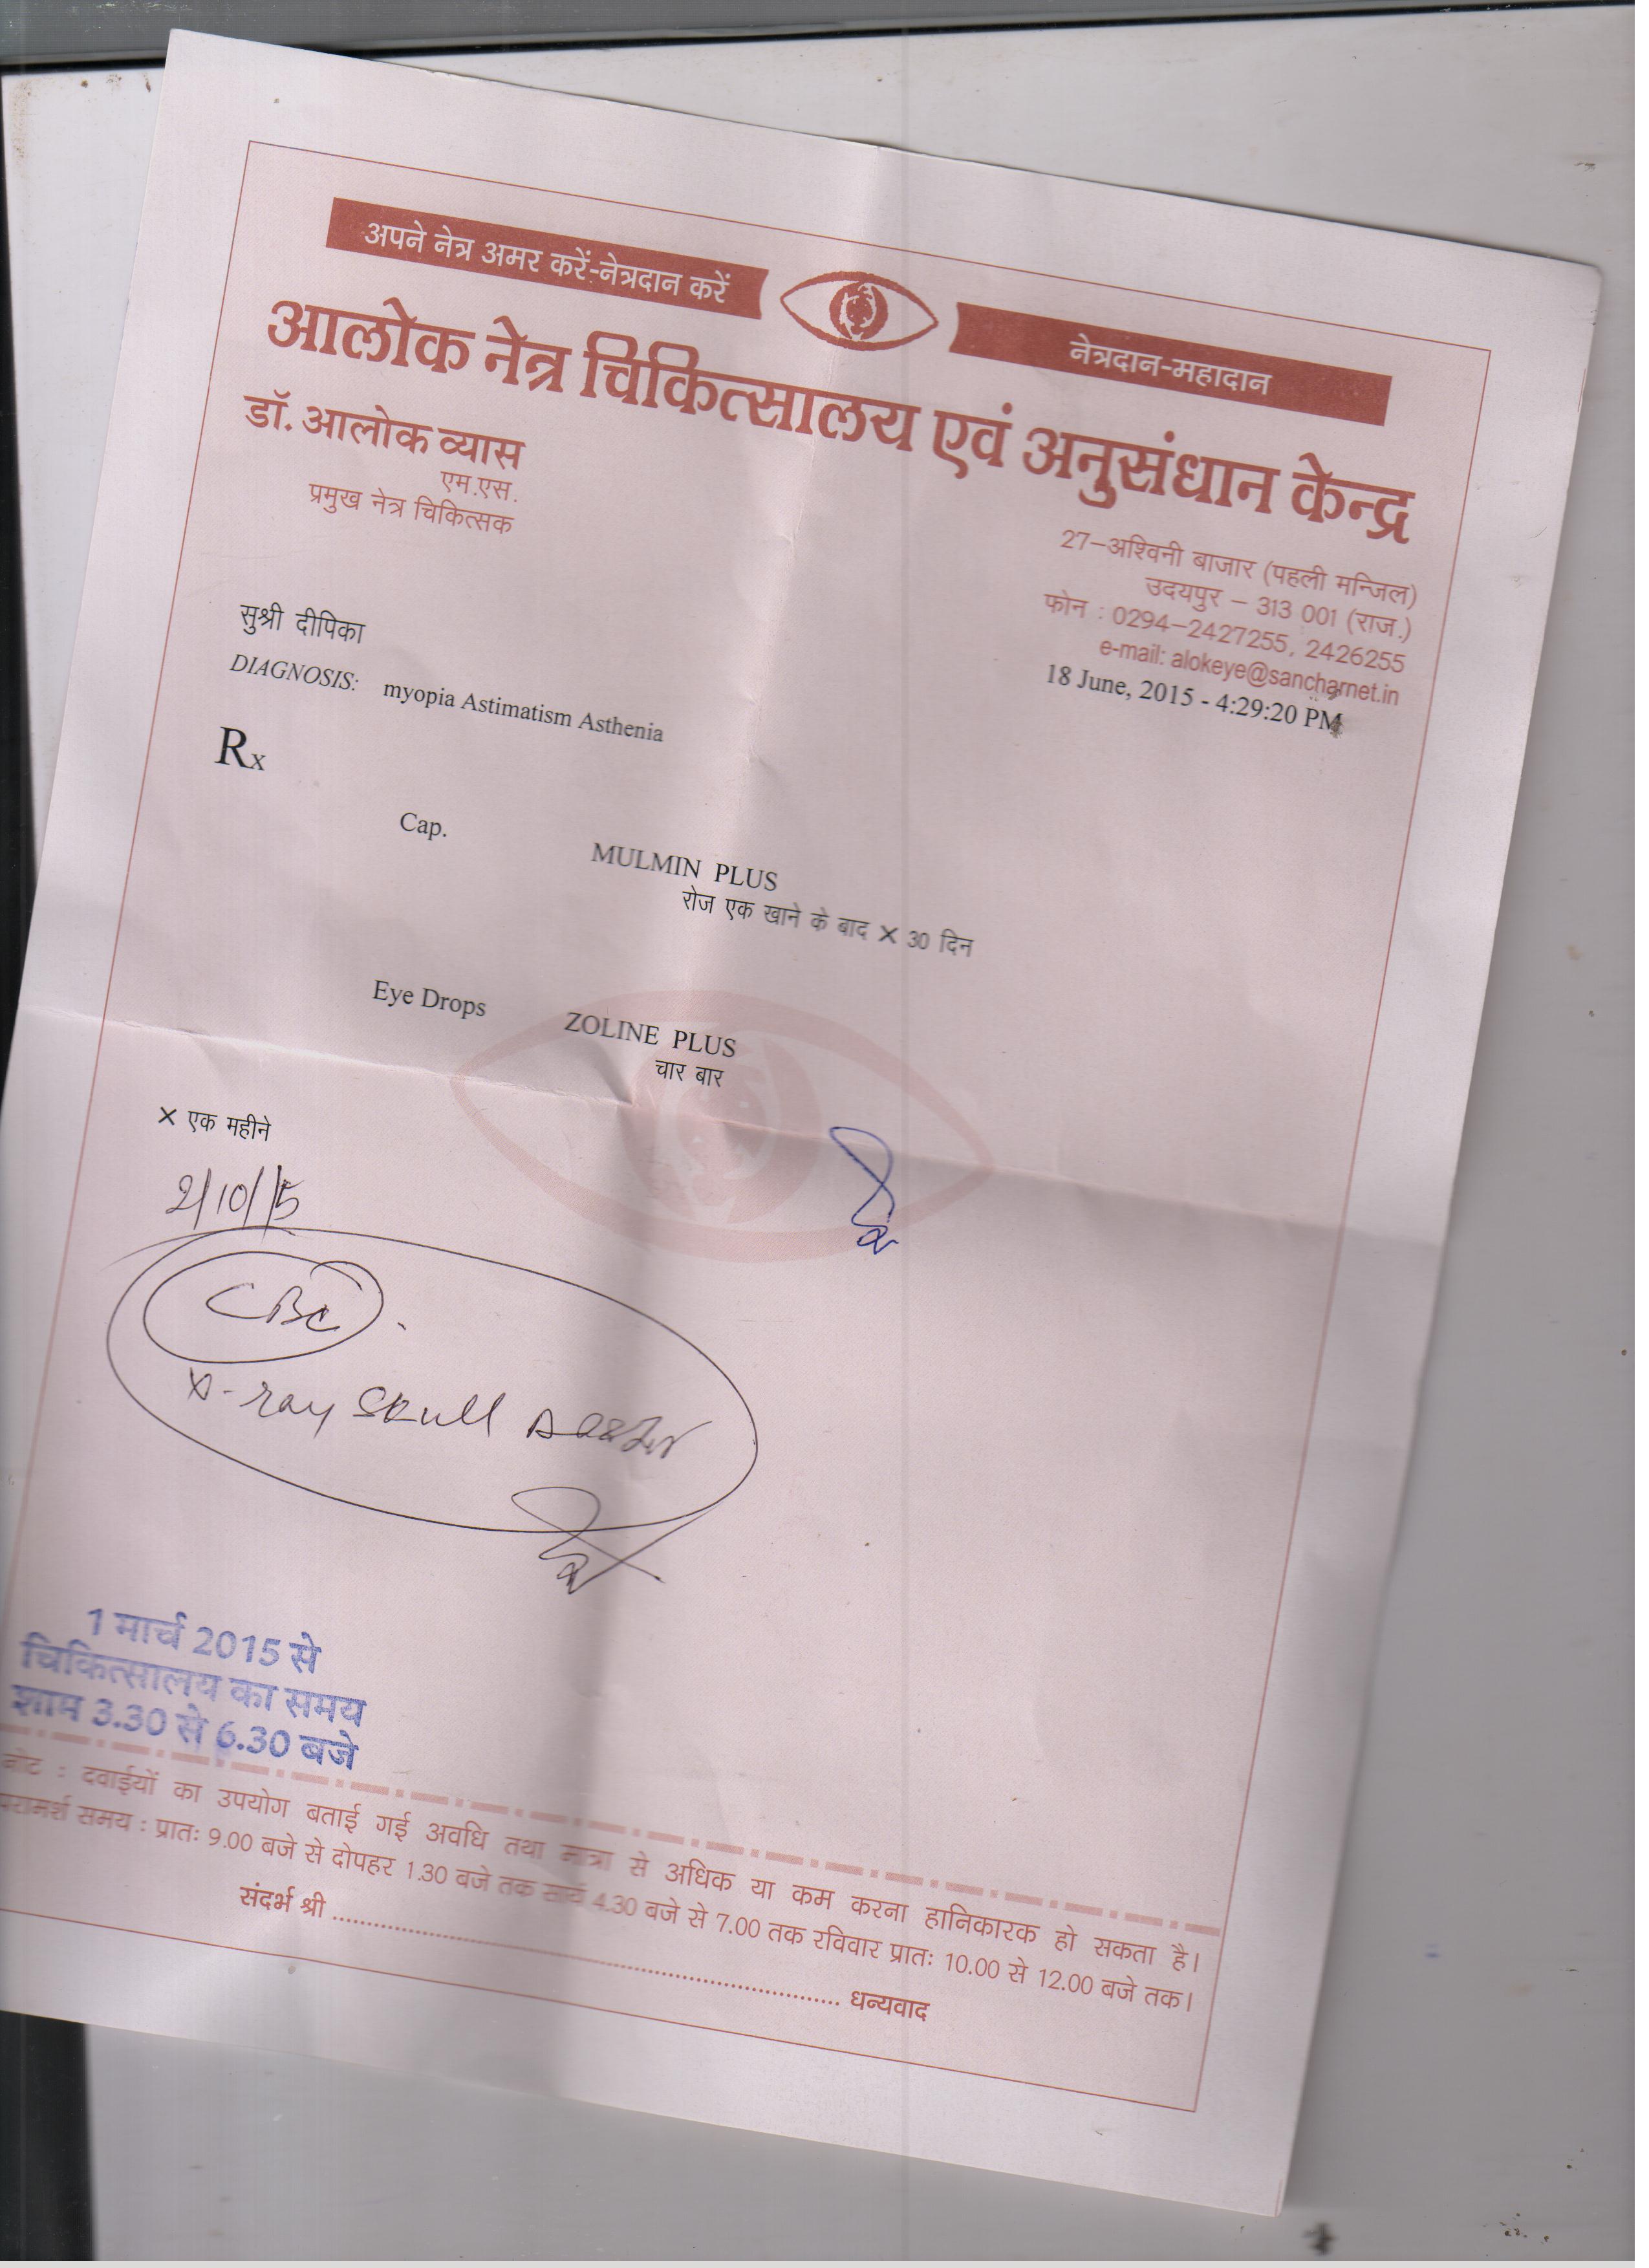 अपने नेत्र अमर करें-नेत्रदान करें
नेत्रदान-महादान
आलोक नेत्र चिकित्सालय एवं अनुसंधान केन्द्र
डॉ. आलोक व्यास
एम.एस.
प्रमुख नेत्र चिकित्सक
27–अश्विनी बाजार (पहली मन्जिल)
उदयपुर – 313 001 (राज.)
फोन : 0294–2427255, 2426255
e-mail: alokeye@sancharnet.in
18 June, 2015 - 4:29:20 PM
सुश्री दीपिका
DIAGNOSIS: myopia Astimatism Asthenia
Rx
Cap. MULMIN PLUS
रोज एक खाने के बाद × 30 दिन
Eye Drops ZOLINE PLUS
चार बार
× एक महीने
2/10/15
CBC
X-ray Skull
1 मार्च 2015 से
चिकित्सालय का समय
शाम 3.30 से 6.30 बजे
नोट : दवाईयों का उपयोग बताई गई अवधि तथा मात्रा से अधिक या कम करना हानिकारक हो सकता है।
परामर्श समय : प्रातः 9.00 बजे से दोपहर 1.30 बजे तक सायं 4.30 बजे से 7.00 तक रविवार प्रातः 10.00 से 12.00 बजे तक।
संदर्भ श्री .......... धन्यवाद